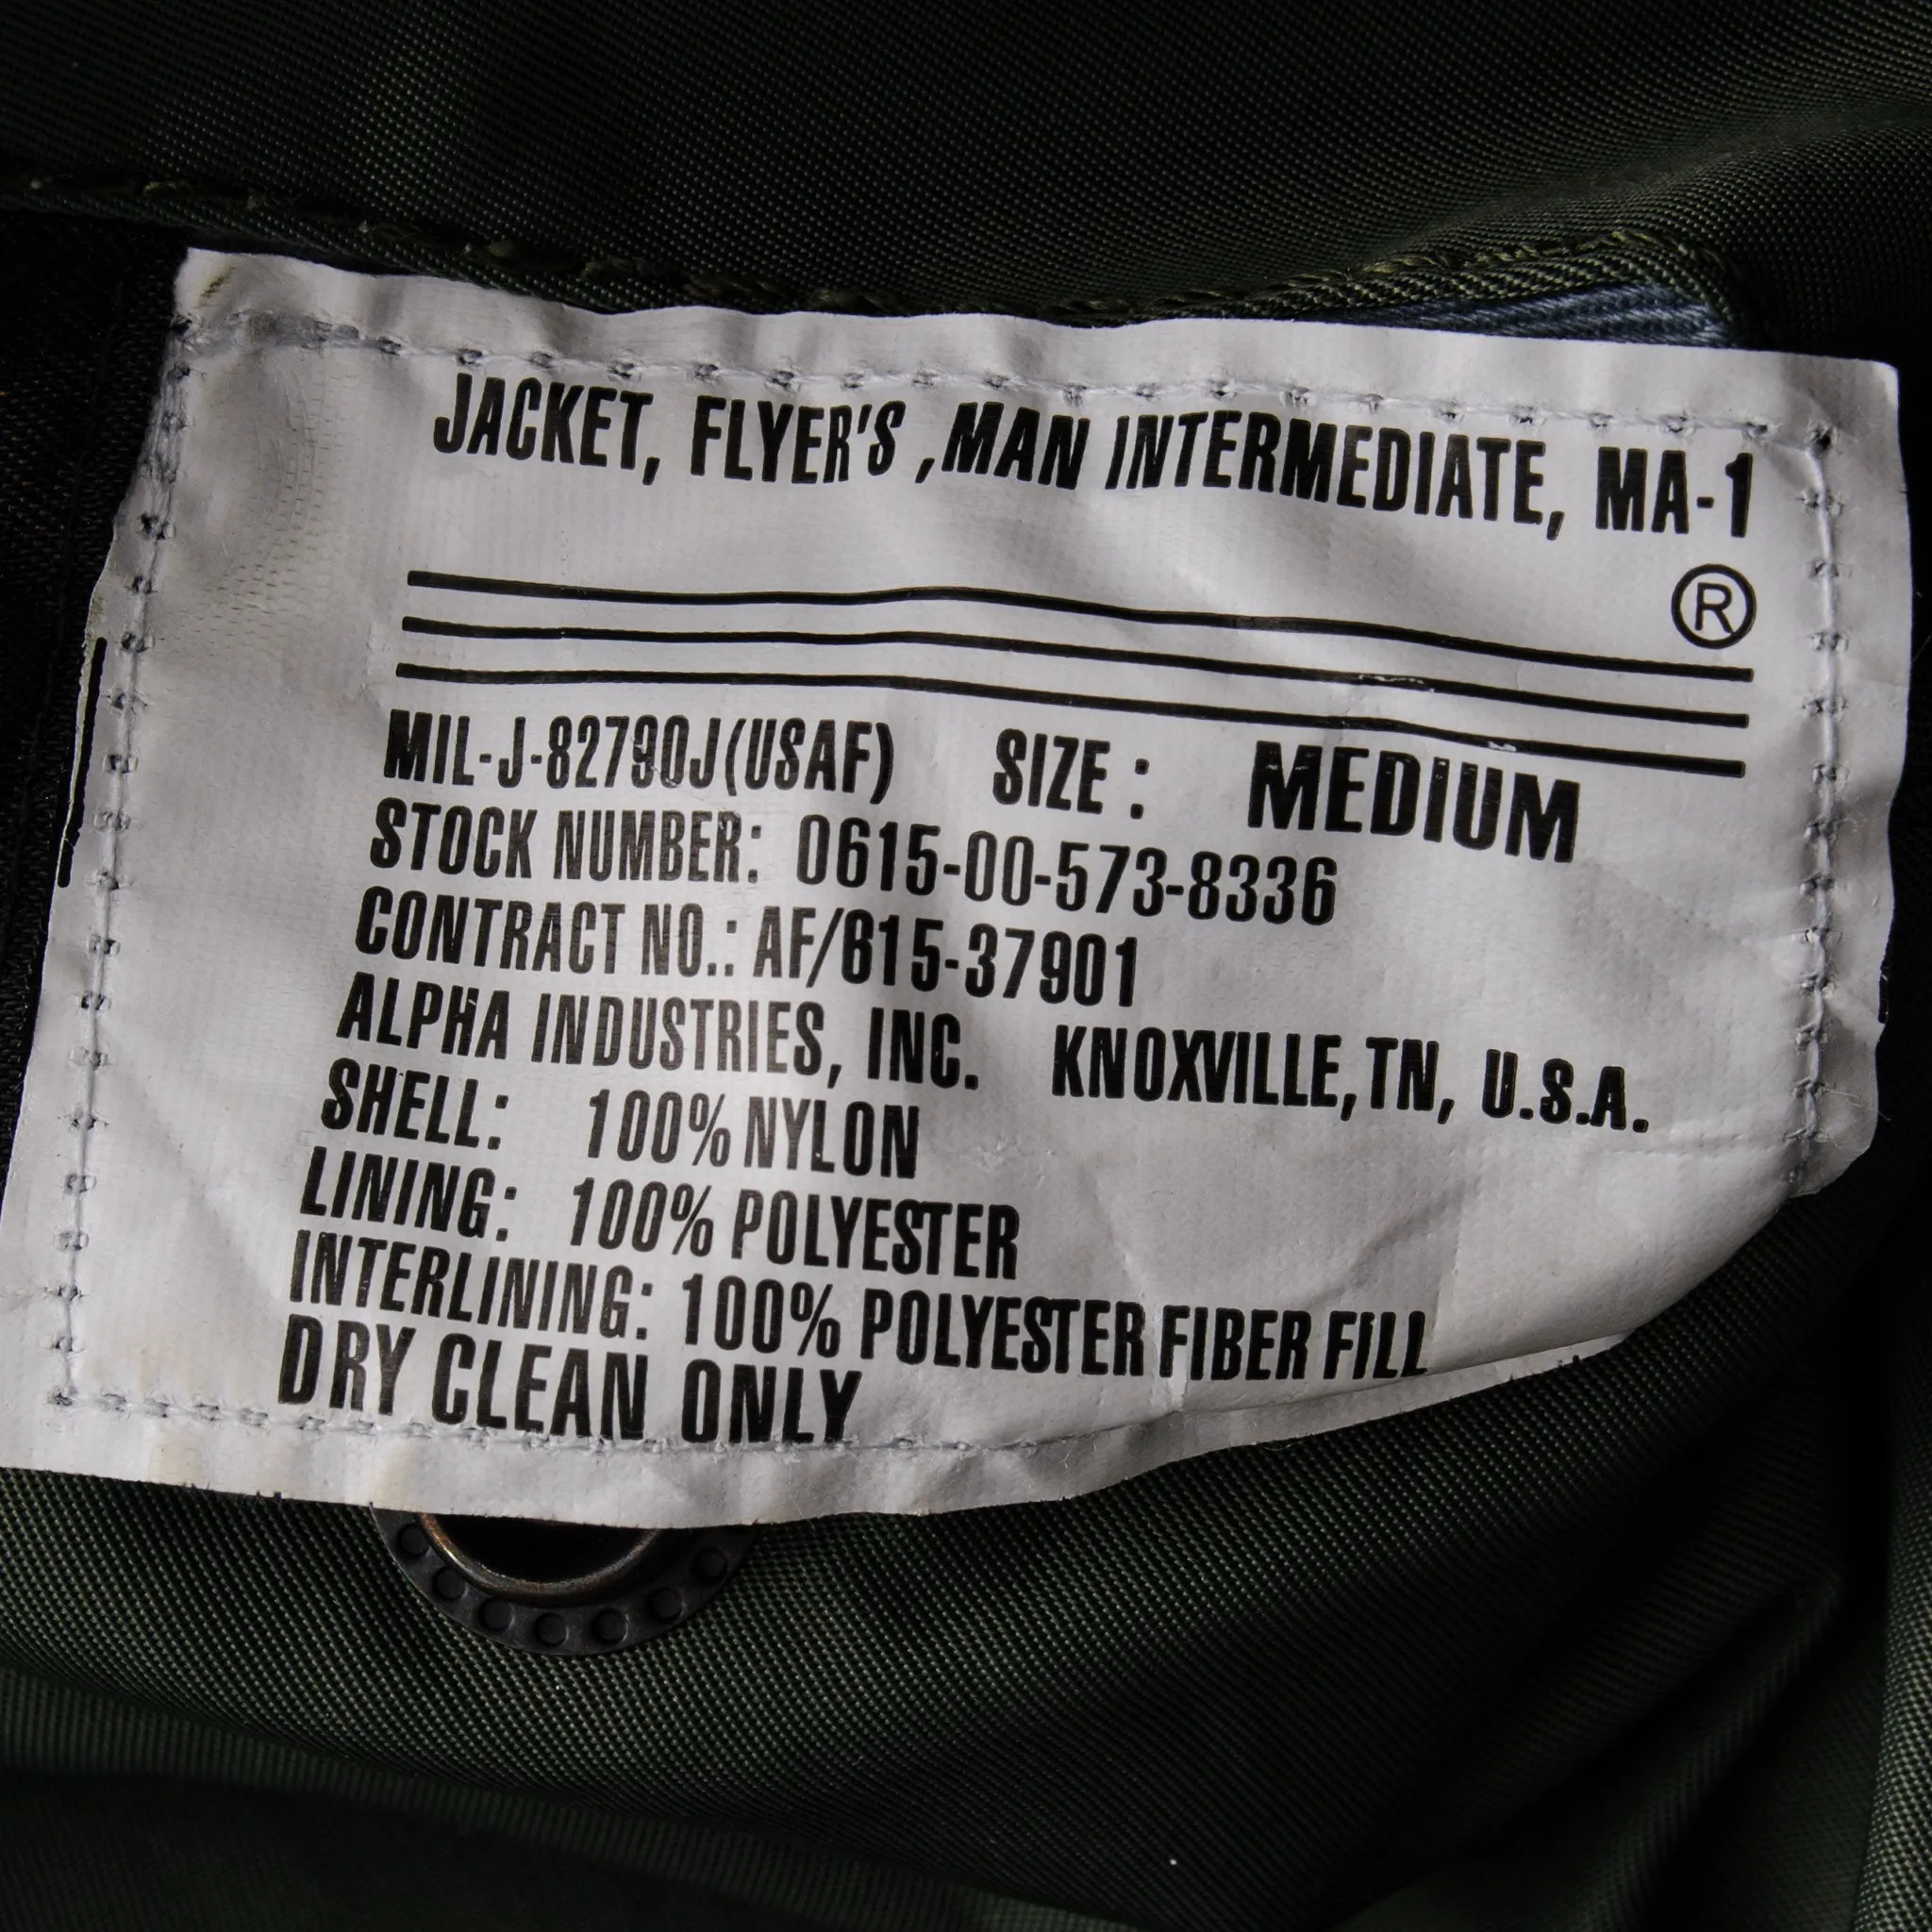 JACKET, FLYER'S ,MAN INTERMEDIATE, MA-1
®
MIL-J-82790J(USAF) SIZE : MEDIUM
STOCK NUMBER: 0615-00-573-8336
CONTRACT NO.: AF/615-37901
ALPHA INDUSTRIES, INC. KNOXVILLE,TN, U.S.A.
SHELL: 100% NYLON
LINING: 100% POLYESTER
INTERLINING: 100% POLYESTER FIBER FILL
DRY CLEAN ONLY